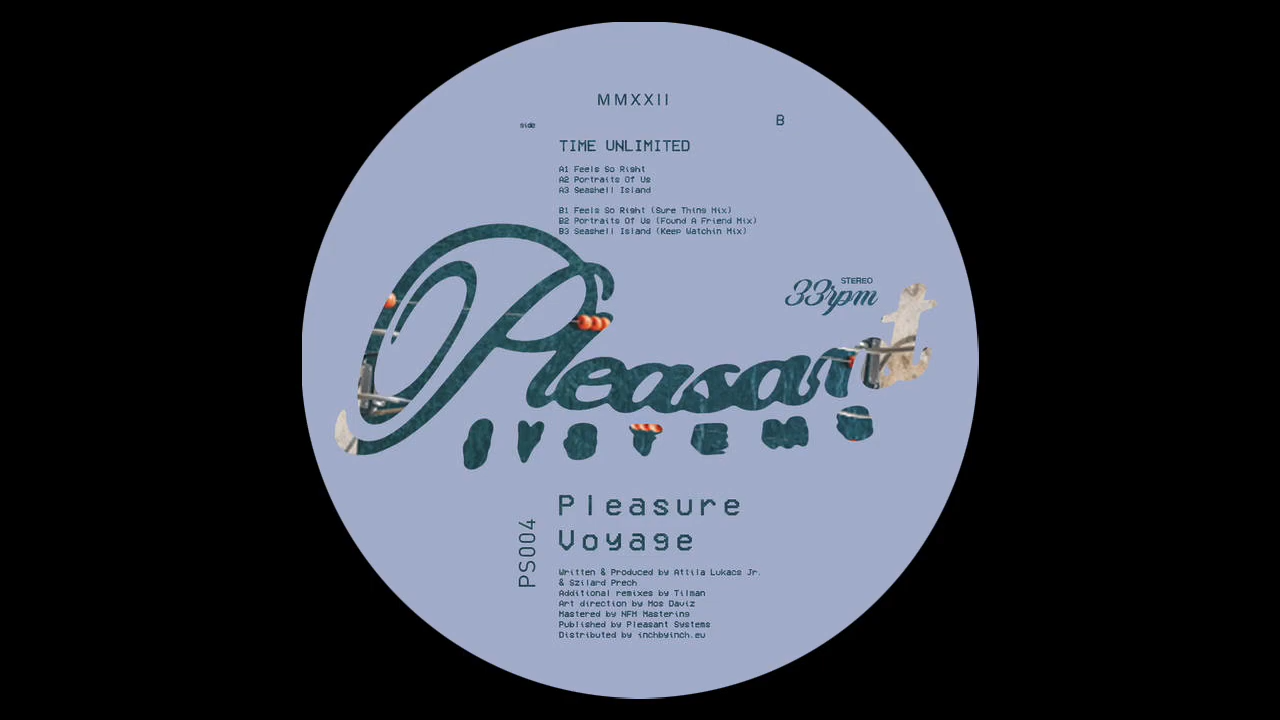 MMXXII
side
B
TIME UNLIMITED
A1 Feels So Right
A2 Portraits Of Us
A3 Seashell Island
B1 Feels So Right (Sure Thing Mix)
B2 Portraits Of Us (Found A Friend Mix)
B3 Seashell Island (Keep Watchin Mix)
STEREO
33rpm
Pleasant
SYSTEMS
Pleasure
Voyage
PS004
Written & Produced by Attila Lukacs Jr.
& Szilard Prech
Additional remixes by Tilman
Art direction by Mos Daviz
Mastered by NFM Mastering
Published by Pleasant Systems
Distributed by inchbyinch.eu